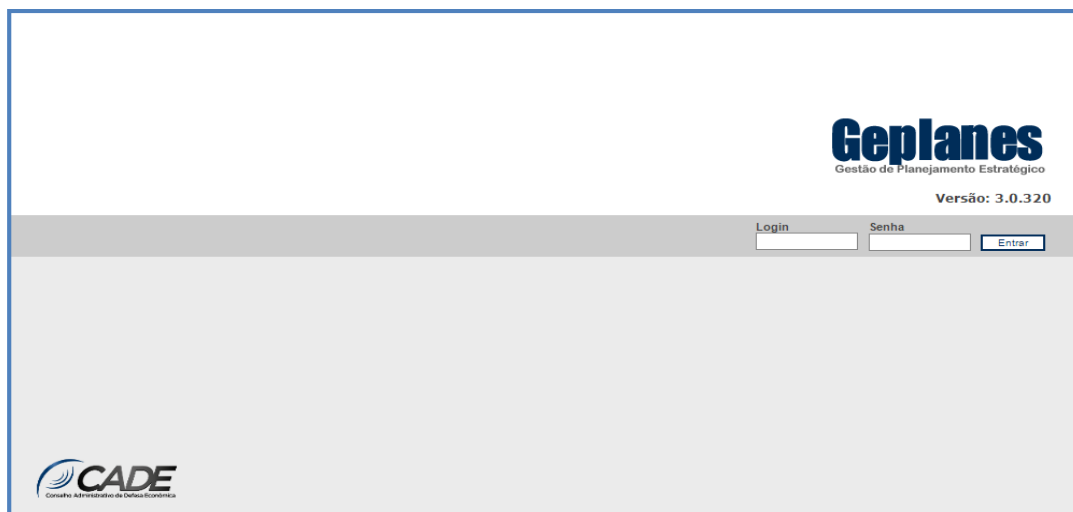 Geplanes
Gestão de Planejamento Estratégico
Versão: 3.0.320
Login Senha
Entrar
CADE
Conselho Administrativo de Defesa Econômica